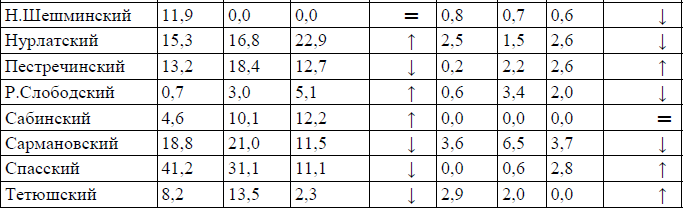 Н.Шешминский 11,9 0,0 0,0 = 0,8 0,7 0,6 ↓
Нурлатский 15,3 16,8 22,9 ↑ 2,5 1,5 2,6 ↓
Пестречинский 13,2 18,4 12,7 ↓ 0,2 2,2 2,6 ↑
Р.Слободский 0,7 3,0 5,1 ↑ 0,6 3,4 2,0 ↓
Сабинский 4,6 10,1 12,2 ↑ 0,0 0,0 0,0 =
Сармановский 18,8 21,0 11,5 ↓ 3,6 6,5 3,7 ↓
Спасский 41,2 31,1 11,1 ↓ 0,0 0,6 2,8 ↑
Тетюшский 8,2 13,5 2,3 ↓ 2,9 2,0 0,0 ↑